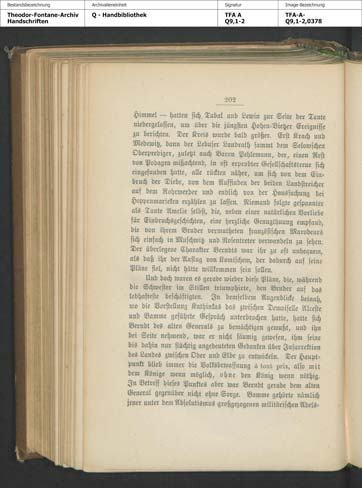 Bestandsbezeichnung
Theodor-Fontane-Archiv
Handschriften
Archivalieneinheit
Q - Handbibliothek
Signatur
TFA A
Q9,1-2
Image-Bezeichnung
TFA-A-
Q9,1-2,0378
202
Himmel — hatten sich Tubal und Lewin zur Seite der Tante
niedergelassen, um über die jüngsten Hohen-Vietzer Ereignisse
zu berichten. Der Kreis wurde bald größer. Erst Krach und
Medewitz, dann der Lebuser Landrath sammt dem Seelowschen
Oberprediger, zuletzt auch Baron Pehlemann, der, einen Rest
von Podagra mißachtend, in oft erprobter Gesellschaftstreue sich
eingefunden hatte, alle rückten näher, um sich von dem Ein-
bruch der Diebe, von dem Auffinden der beiden Landstreicher
auf dem Rohrwerder und endlich von der Haussuchung bei
Hoppenmarieken erzählen zu lassen. Niemand folgte gespannter
als Tante Amelie selbst, die, neben einer natürlichen Vorliebe
für Einbruchsgeschichten, eine herzliche Genugthuung empfand,
die von ihrem Bruder vermutheten französischen Marodeurs
sich einfach in Muschwitz und Rosentreter verwandeln zu sehen.
Der überlegene Charakter Berndts war ihr zu oft unbequem,
als daß ihr der Anflug von Komischem, der dadurch auf seine
Pläne fiel, nicht hätte willkommen sein sollen.
Und doch waren es gerade wieder diese Pläne, die, während
die Schwester im Stillen triumphirte, den Bruder auf das
lebhafteste beschäftigten. In demselben Augenblicke beinah,
wo die Vorstellung Kathinkas das zwischen Demoiselle Alceste
und Bamme geführte Gespräch unterbrochen hatte, hatte sich
Berndt des alten Generals zu bemächtigen gewußt, und ihn
bei Seite nehmend, war er nicht säumig gewesen, ihm seine
bis dahin nur flüchtig angedeuteten Gedanken über Insurrection
des Landes zwischen Oder und Elbe zu entwickeln. Der Haupt-
punkt blieb immer die Volksbewaffnung à tout prix, also mit
dem Könige wenn möglich, ohne den König wenn nöthig.
In Betreff dieses Punktes aber war Berndt gerade dem alten
General gegenüber nicht ohne Sorge. Bamme gehörte nämlich
jener unter dem Absolutismus großgezogenen militärischen Adels-